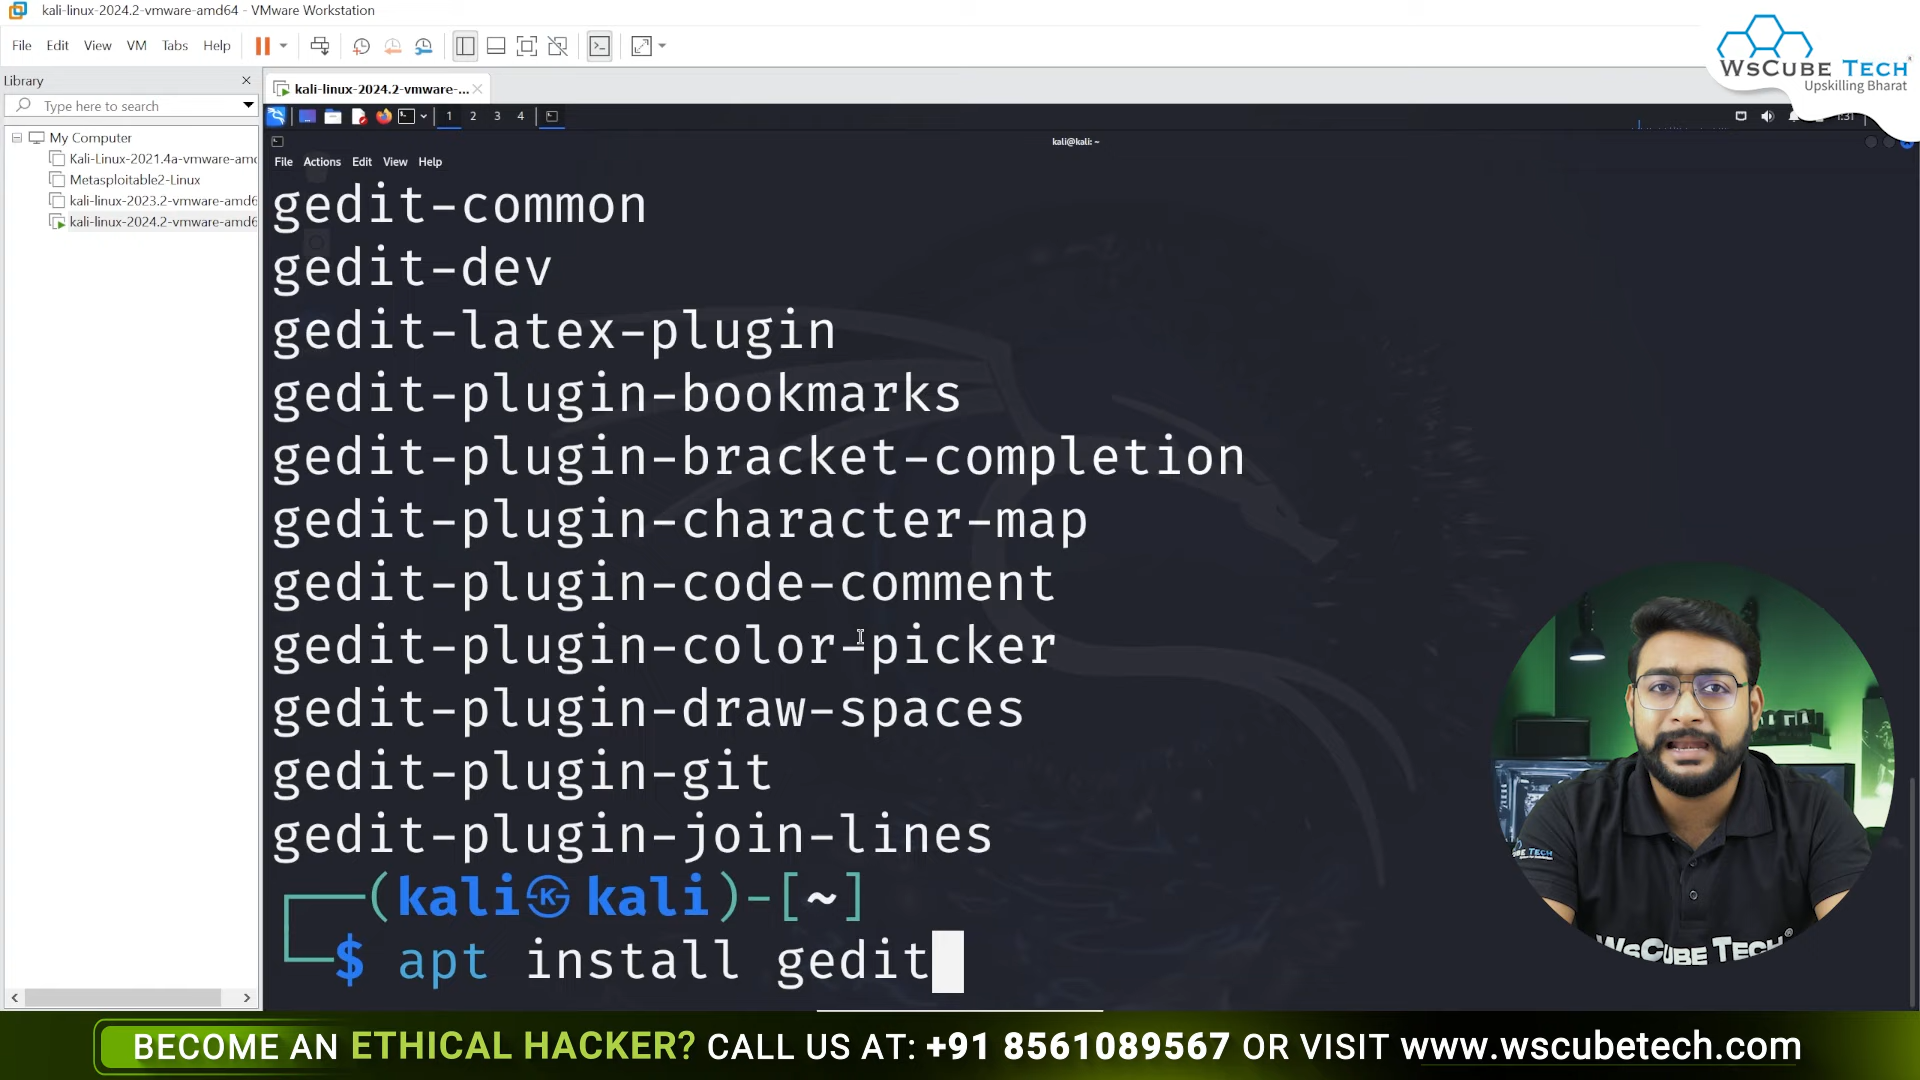 kali-linux-2024.2-vmware-amd64 - VMware Workstation
File Edit View VM Tabs Help
WSCUBE TECH
Upskilling Bharat
Library
Type here to search
kali-linux-2024.2-vmware-...
1 2 3 4
1:31
My Computer
Kali-Linux-2021.4a-vmware-amd
Metasploitable2-Linux
kali-linux-2023.2-vmware-amd6
kali-linux-2024.2-vmware-amd6
kali@kali: ~
File Actions Edit View Help
gedit-common
gedit-dev
gedit-latex-plugin
gedit-plugin-bookmarks
gedit-plugin-bracket-completion
gedit-plugin-character-map
gedit-plugin-code-comment
gedit-plugin-color-picker
gedit-plugin-draw-spaces
gedit-plugin-git
gedit-plugin-join-lines
(kali㉿kali)-[~]
$ apt install gedit
WSCUBE TECH
BECOME AN ETHICAL HACKER? CALL US AT: +91 8561089567 OR VISIT www.wscubetech.com